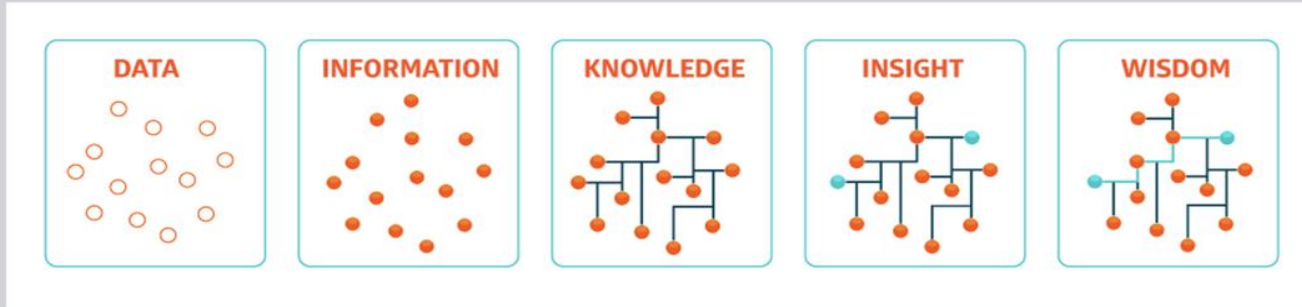 DATA
INFORMATION
KNOWLEDGE
INSIGHT
WISDOM